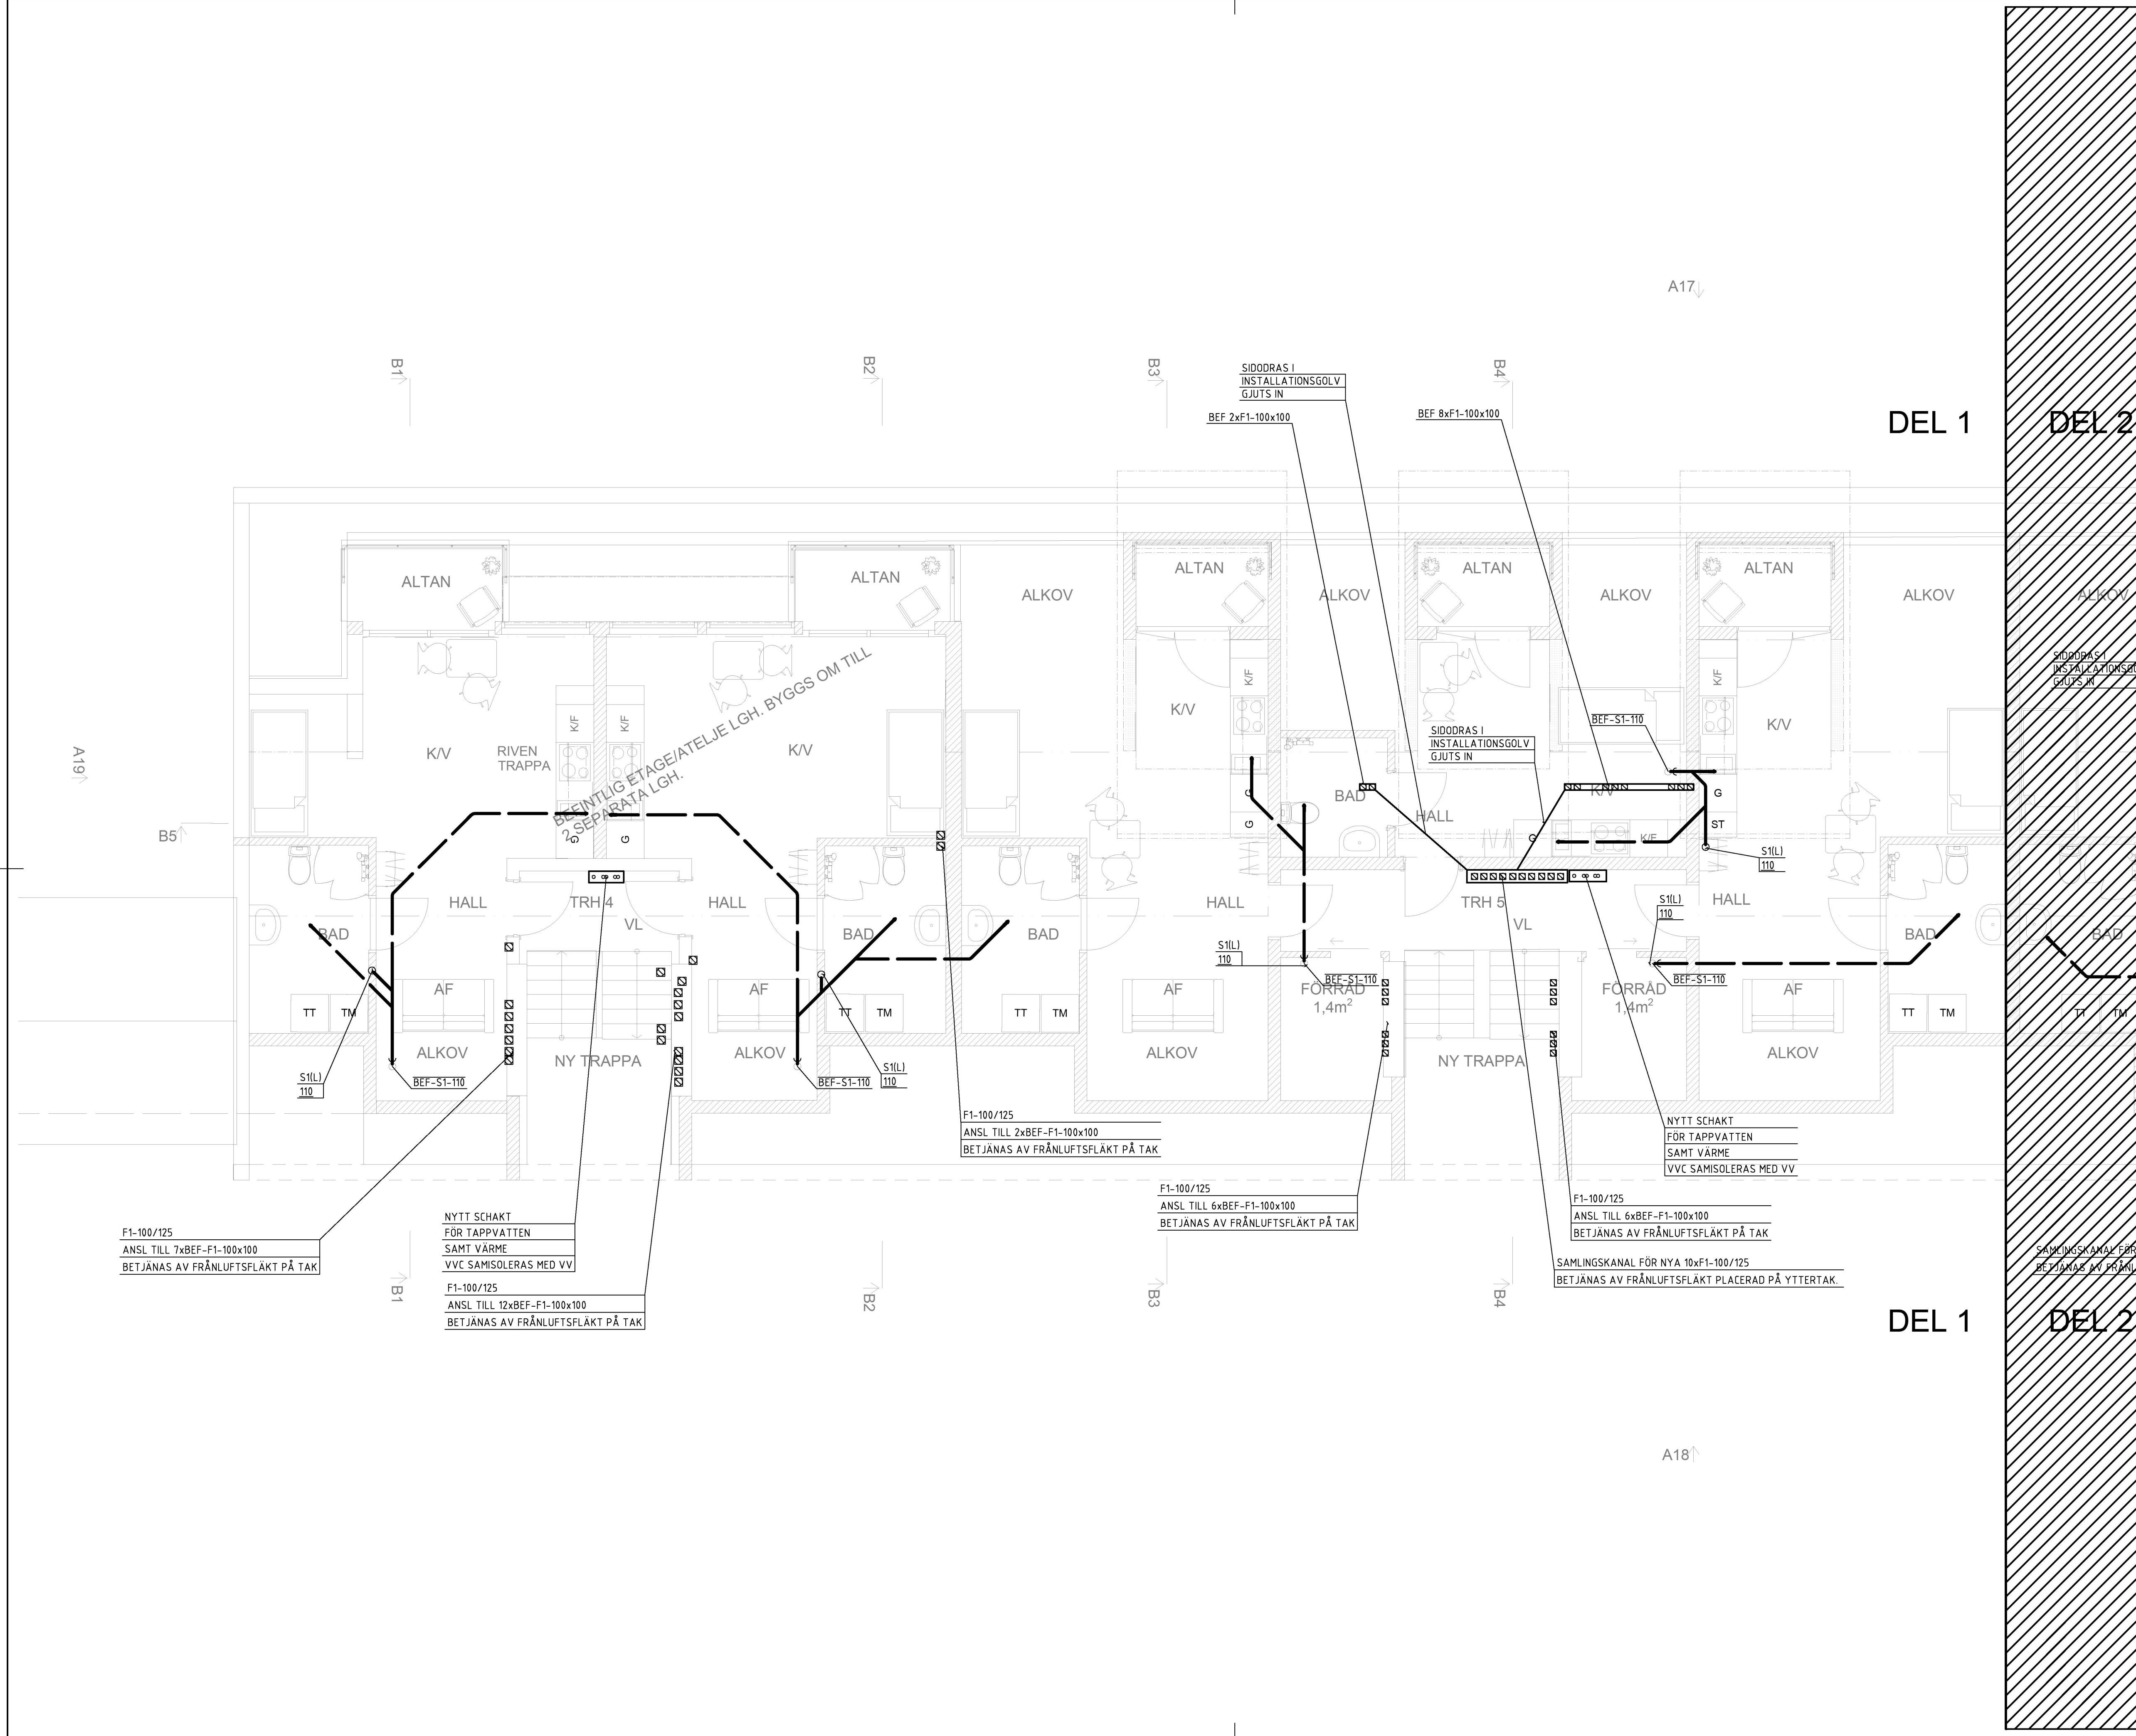 A17
B1
B2
B3
SIDODRAS I
INSTALLATIONSGOLV
GJUTS IN
B4
BEF 2xF1-100x100
BEF 8xF1-100x100
DEL 1
DEL 2
ALTAN
ALTAN
ALKOV
ALTAN
ALKOV
ALTAN
ALKOV
ALTAN
ALKOV
ALKOV
SIDODRAS I
GJUTS IN
K/F
K/F
K/F
K/F
K/V
K/V
K/V
K/V
K/V
RIVEN
TRAPPA
BEFINTLIG ETAGE/ATELJE LGH. BYGGS OM TILL
2 SEPARATA LGH.
BEF-S1-110
SIDODRAS I
INSTALLATIONSGOLV
GJUTS IN
A19
B5
G
G
G
G
G
G
ST
K/F
BAD
HALL
S1(L)
110
HALL
TRH 4
VL
HALL
HALL
TRH 5
VL
HALL
S1(L)
110
BAD
BAD
BAD
BAD
BAD
S1(L)
110
BEF-S1-110
BEF-S1-110
FÖRRÅD
1,4m²
FÖRRÅD
1,4m²
AF
AF
AF
AF
TT
TM
TT
TM
TT
TM
TT
TM
TT
TM
ALKOV
NY TRAPPA
ALKOV
ALKOV
NY TRAPPA
ALKOV
S1(L)
110
BEF-S1-110
BEF-S1-110
S1(L)
110
F1-100/125
ANSL TILL 2xBEF-F1-100x100
BETJÄNAS AV FRÅNLUFTSFLÄKT PÅ TAK
NYTT SCHAKT
FÖR TAPPVATTEN
SAMT VÄRME
VVC SAMISOLERAS MED VV
F1-100/125
ANSL TILL 6xBEF-F1-100x100
BETJÄNAS AV FRÅNLUFTSFLÄKT PÅ TAK
F1-100/125
ANSL TILL 6xBEF-F1-100x100
BETJÄNAS AV FRÅNLUFTSFLÄKT PÅ TAK
F1-100/125
ANSL TILL 7xBEF-F1-100x100
BETJÄNAS AV FRÅNLUFTSFLÄKT PÅ TAK
NYTT SCHAKT
FÖR TAPPVATTEN
SAMT VÄRME
VVC SAMISOLERAS MED VV
SAMLINGSKANAL FÖR NYA 10xF1-100/125
BETJÄNAS AV FRÅNLUFTSFLÄKT PLACERAD PÅ YTTERTAK.
SAMLINGSKANAL FÖR
BETJÄNAS AV
F1-100/125
ANSL TILL 12xBEF-F1-100x100
BETJÄNAS AV FRÅNLUFTSFLÄKT PÅ TAK
B1
B2
B3
B4
DEL 1
DEL 2
A18